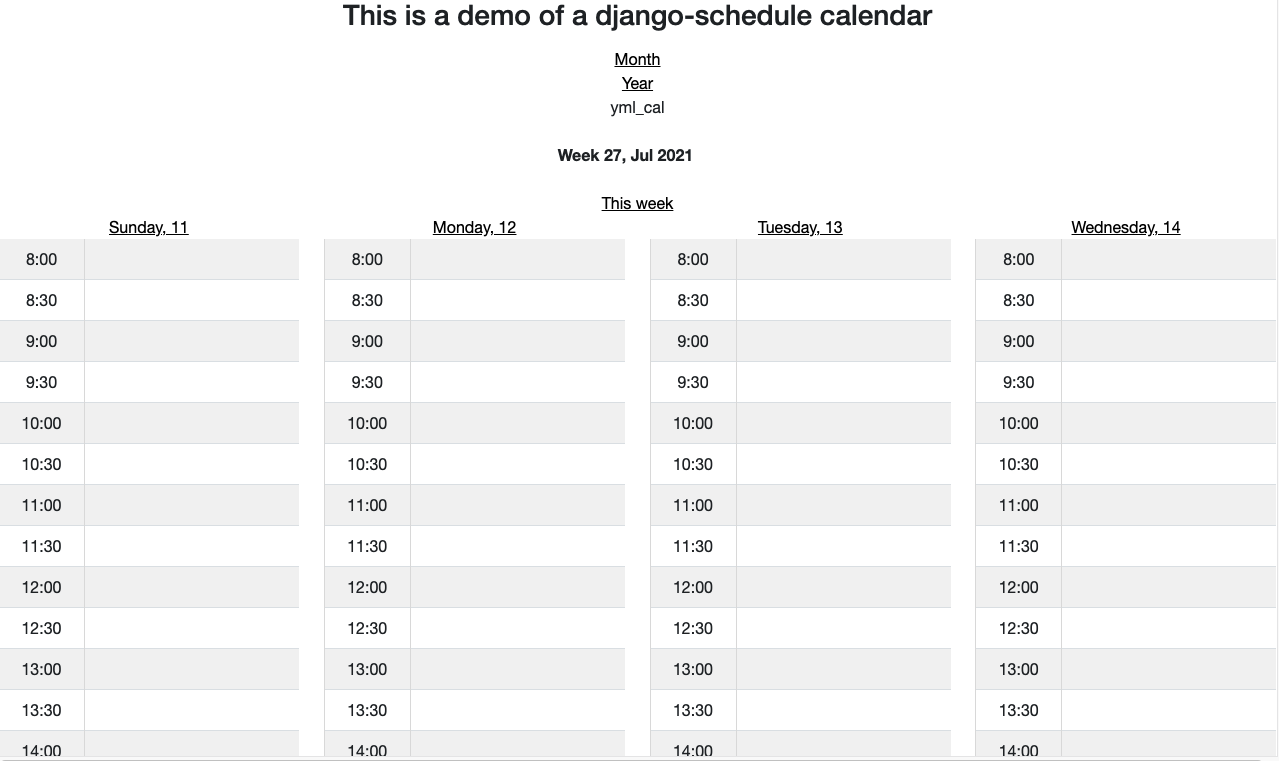 This is a demo of a django-schedule calendar
Month
Year
yml_cal
Week 27, Jul 2021
This week
Sunday, 11 Monday, 12 Tuesday, 13 Wednesday, 14
8:00 8:00 8:00 8:00
8:30 8:30 8:30 8:30
9:00 9:00 9:00 9:00
9:30 9:30 9:30 9:30
10:00 10:00 10:00 10:00
10:30 10:30 10:30 10:30
11:00 11:00 11:00 11:00
11:30 11:30 11:30 11:30
12:00 12:00 12:00 12:00
12:30 12:30 12:30 12:30
13:00 13:00 13:00 13:00
13:30 13:30 13:30 13:30
14:00 14:00 14:00 14:00